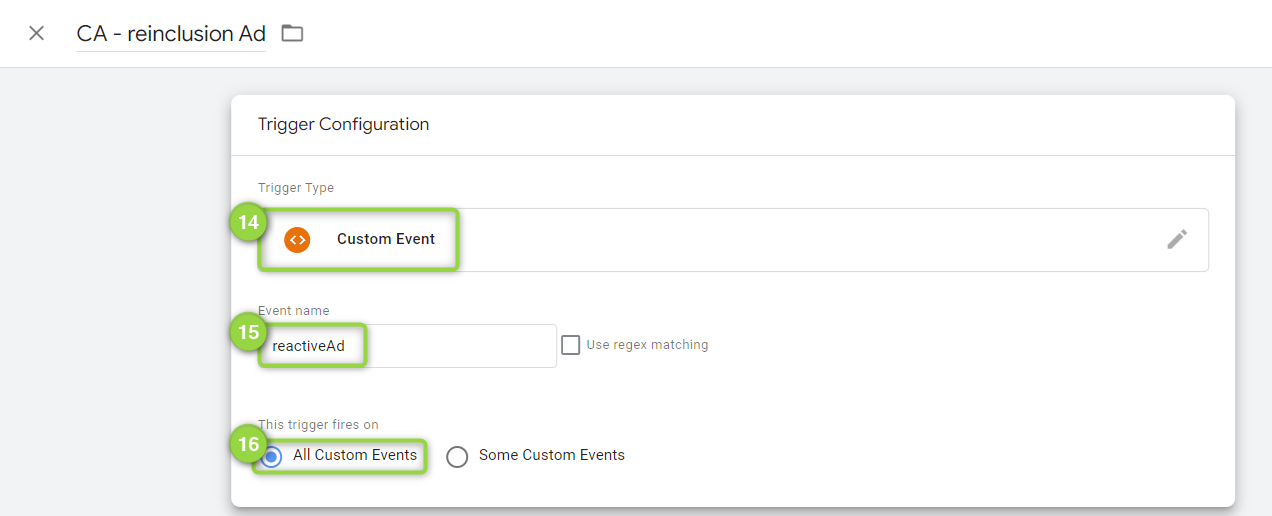 CA - reinclusion Ad
Trigger Configuration
Trigger Type
14
Custom Event
Event name
15
reactiveAd
Use regex matching
This trigger fires on
16
All Custom Events
Some Custom Events